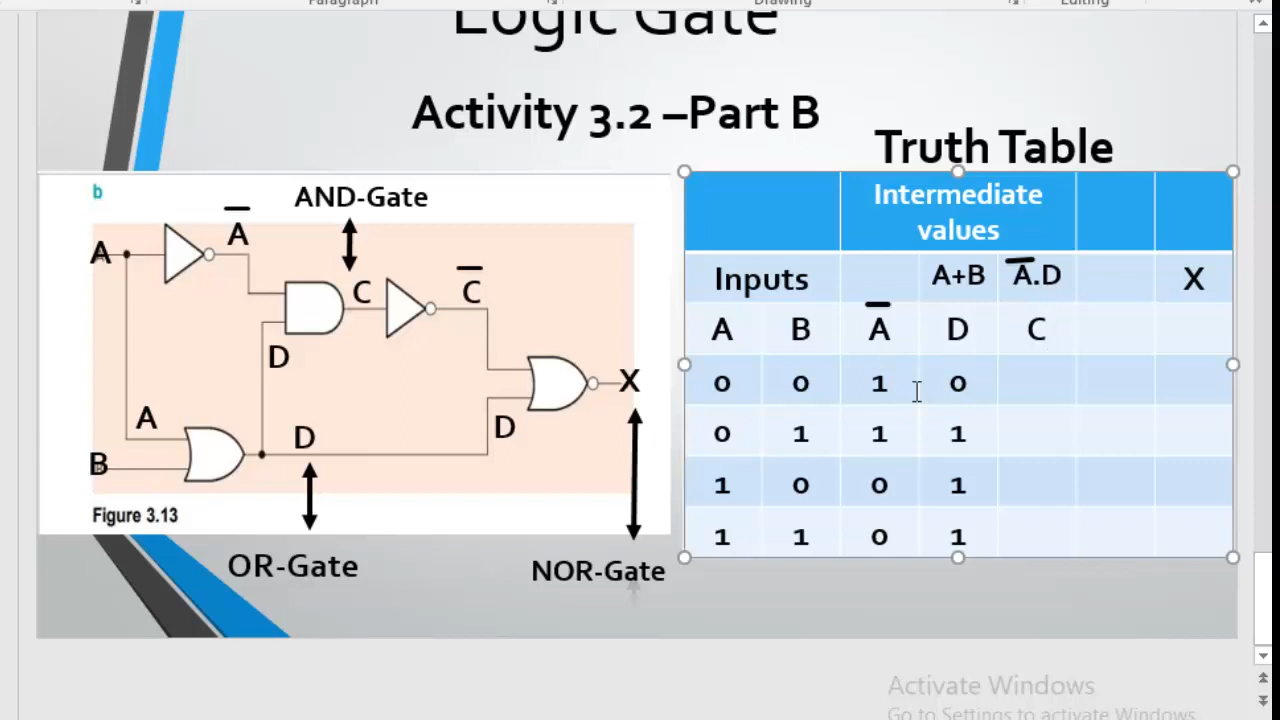 Paragraph Drawing Editing
Logic Gate
Activity 3.2 –Part B
Truth Table
b
AND-Gate
A
A
C
C
D
X
A
D
D
B
Figure 3.13
OR-Gate
NOR-Gate
Intermediate values
Inputs A+B A.D X
A B A D C
0 0 1 0
0 1 1 1
1 0 0 1
1 1 0 1
Activate Windows
Go to Settings to activate Windows